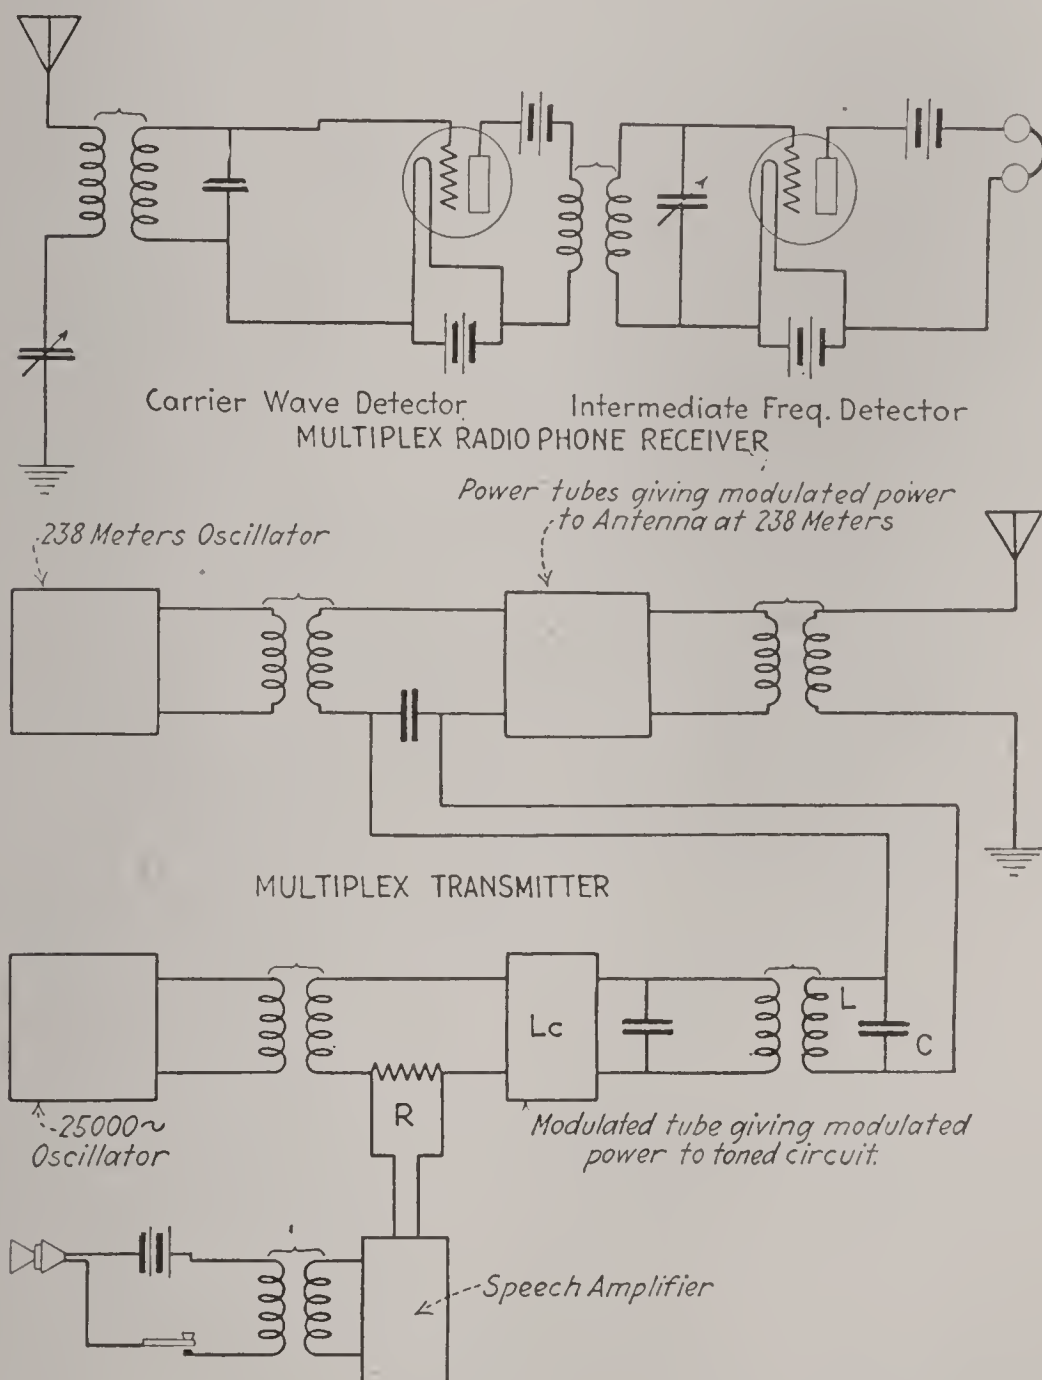 Carrier Wave Detector
Intermediate Freq. Detector
MULTIPLEX RADIO PHONE RECEIVER
Power tubes giving modulated power
to Antenna at 238 Meters
238 Meters Oscillator
MULTIPLEX TRANSMITTER
Lc
L
C
R
25000~
Oscillator
Modulated tube giving modulated
power to toned circuit.
Speech Amplifier